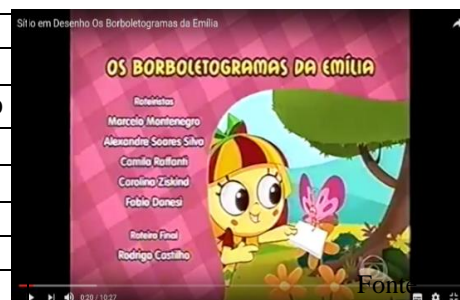 Sítio em Desenho Os Borboletogramas da Emília
OS BORBOLETOGRAMAS DA EMÍLIA
Roteiristas
Marcelo Montenegro
Alexandre Soares Silva
Camila Raffanti
Carolina Ziskind
Fabio Danesi
Roteiro Final
Rodrigo Castilho
0:20 / 10:27
Fonte